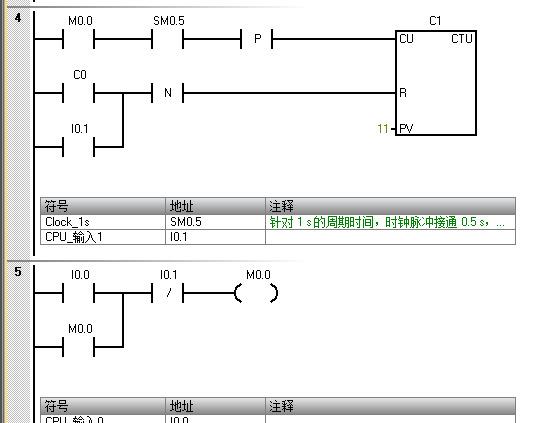 4
M0.0 SM0.5 C1
P CU CTU
C0
N R
I0.1
11 PV
符号 地址 注释
Clock_1s SM0.5 针对 1 s 的周期时间，时钟脉冲接通 0.5 s，...
CPU_输入1 I0.1
5
I0.0 I0.1 M0.0
/
M0.0
符号 地址 注释
CPU_输入0 I0.0